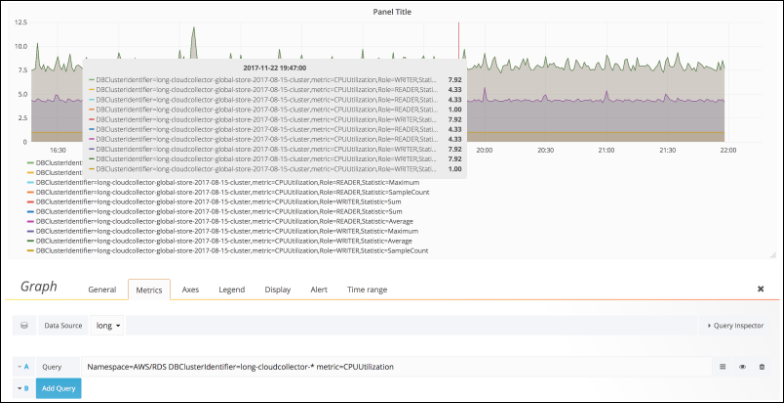 Panel Title
12.5
10.0
7.5
5.0
2.5
0
16:30
20:00
20:30
21:00
21:30
22:00
2017-11-22 19:47:00
DBClusterIdentifier=long-cloudcollector-global-store-2017-08-15-cluster,metric=CPUUtilization,Role=WRITER,Stati... 7.92
DBClusterIdentifier=long-cloudcollector-global-store-2017-08-15-cluster,metric=CPUUtilization,Role=READER,Stati... 4.33
DBClusterIdentifier=long-cloudcollector-global-store-2017-08-15-cluster,metric=CPUUtilization,Role=READER,Stati... 4.33
DBClusterIdentifier=long-cloudcollector-global-store-2017-08-15-cluster,metric=CPUUtilization,Role=READER,Stati... 1.00
DBClusterIdentifier=long-cloudcollector-global-store-2017-08-15-cluster,metric=CPUUtilization,Role=WRITER,Stati... 7.92
DBClusterIdentifier=long-cloudcollector-global-store-2017-08-15-cluster,metric=CPUUtilization,Role=READER,Stati... 4.33
DBClusterIdentifier=long-cloudcollector-global-store-2017-08-15-cluster,metric=CPUUtilization,Role=READER,Stati... 4.33
DBClusterIdentifier=long-cloudcollector-global-store-2017-08-15-cluster,metric=CPUUtilization,Role=WRITER,Stati... 7.92
DBClusterIdentifier=long-cloudcollector-global-store-2017-08-15-cluster,metric=CPUUtilization,Role=WRITER,Stati... 7.92
DBClusterIdentifier=long-cloudcollector-global-store-2017-08-15-cluster,metric=CPUUtilization,Role=WRITER,Stati... 1.00
DBClusterIdenti
DBClusterIdenti
DBClusterIdentifier=long-cloudcollector-global-store-2017-08-15-cluster,metric=CPUUtilization,Role=READER,Statistic=Maximum
DBClusterIdentifier=long-cloudcollector-global-store-2017-08-15-cluster,metric=CPUUtilization,Role=READER,Statistic=SampleCount
DBClusterIdentifier=long-cloudcollector-global-store-2017-08-15-cluster,metric=CPUUtilization,Role=WRITER,Statistic=Sum
DBClusterIdentifier=long-cloudcollector-global-store-2017-08-15-cluster,metric=CPUUtilization,Role=READER,Statistic=Sum
DBClusterIdentifier=long-cloudcollector-global-store-2017-08-15-cluster,metric=CPUUtilization,Role=READER,Statistic=Average
DBClusterIdentifier=long-cloudcollector-global-store-2017-08-15-cluster,metric=CPUUtilization,Role=WRITER,Statistic=Maximum
DBClusterIdentifier=long-cloudcollector-global-store-2017-08-15-cluster,metric=CPUUtilization,Role=WRITER,Statistic=Average
DBClusterIdentifier=long-cloudcollector-global-store-2017-08-15-cluster,metric=CPUUtilization,Role=WRITER,Statistic=SampleCount
Graph General Metrics Axes Legend Display Alert Time range
Data Source long Query Inspector
A Query Namespace=AWS/RDS DBClusterIdentifier=long-cloudcollector-* metric=CPUUtilization
B Add Query